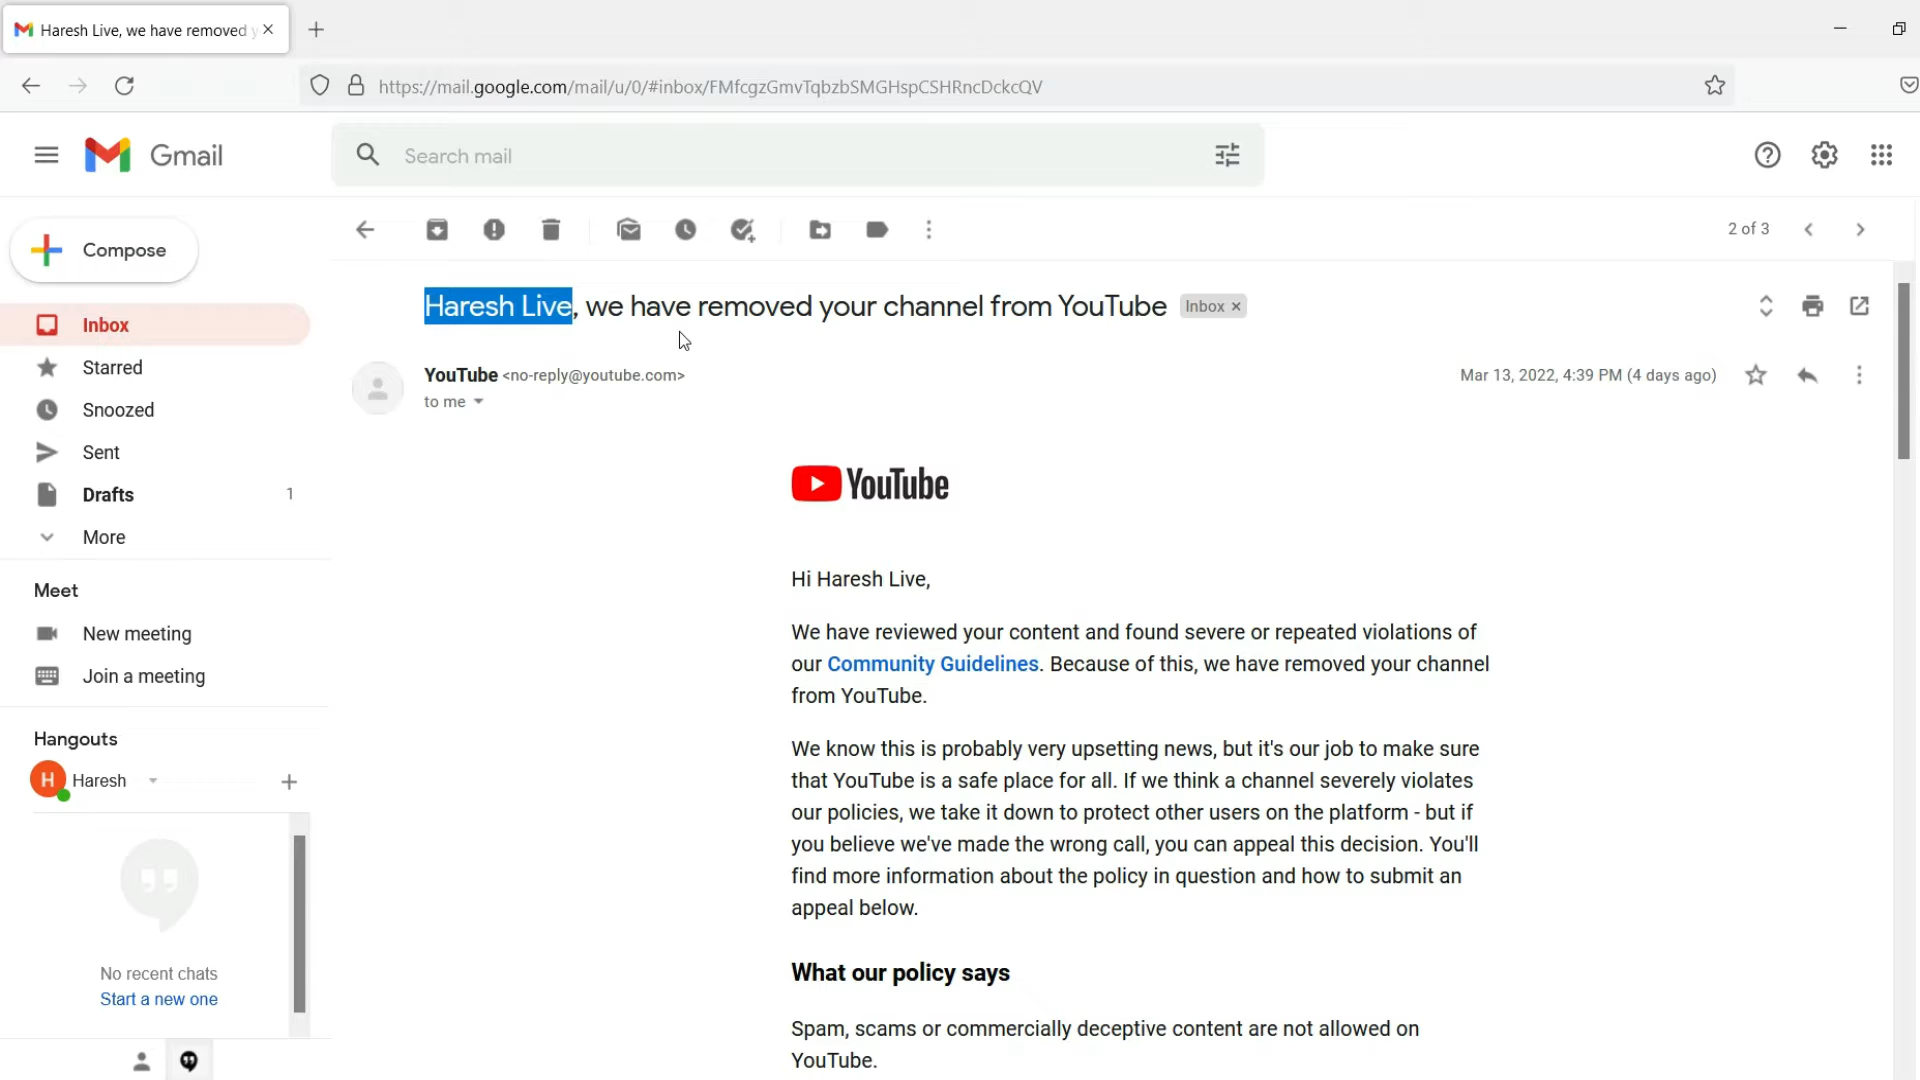 Haresh Live, we have removed y
https://mail.google.com/mail/u/0/#inbox/FMfcgzGmvTqbzbSMGHspCSHRncDckcQV
Gmail
Search mail
Compose
2 of 3
Inbox
Starred
Snoozed
Sent
Drafts 1
More
Meet
New meeting
Join a meeting
Hangouts
H Haresh
No recent chats
Start a new one
Haresh Live, we have removed your channel from YouTube Inbox ×
YouTube <no-reply@youtube.com>
Mar 13, 2022, 4:39 PM (4 days ago)
to me
YouTube
Hi Haresh Live,
We have reviewed your content and found severe or repeated violations of
our Community Guidelines. Because of this, we have removed your channel
from YouTube.
We know this is probably very upsetting news, but it's our job to make sure
that YouTube is a safe place for all. If we think a channel severely violates
our policies, we take it down to protect other users on the platform - but if
you believe we've made the wrong call, you can appeal this decision. You'll
find more information about the policy in question and how to submit an
appeal below.
What our policy says
Spam, scams or commercially deceptive content are not allowed on
YouTube.